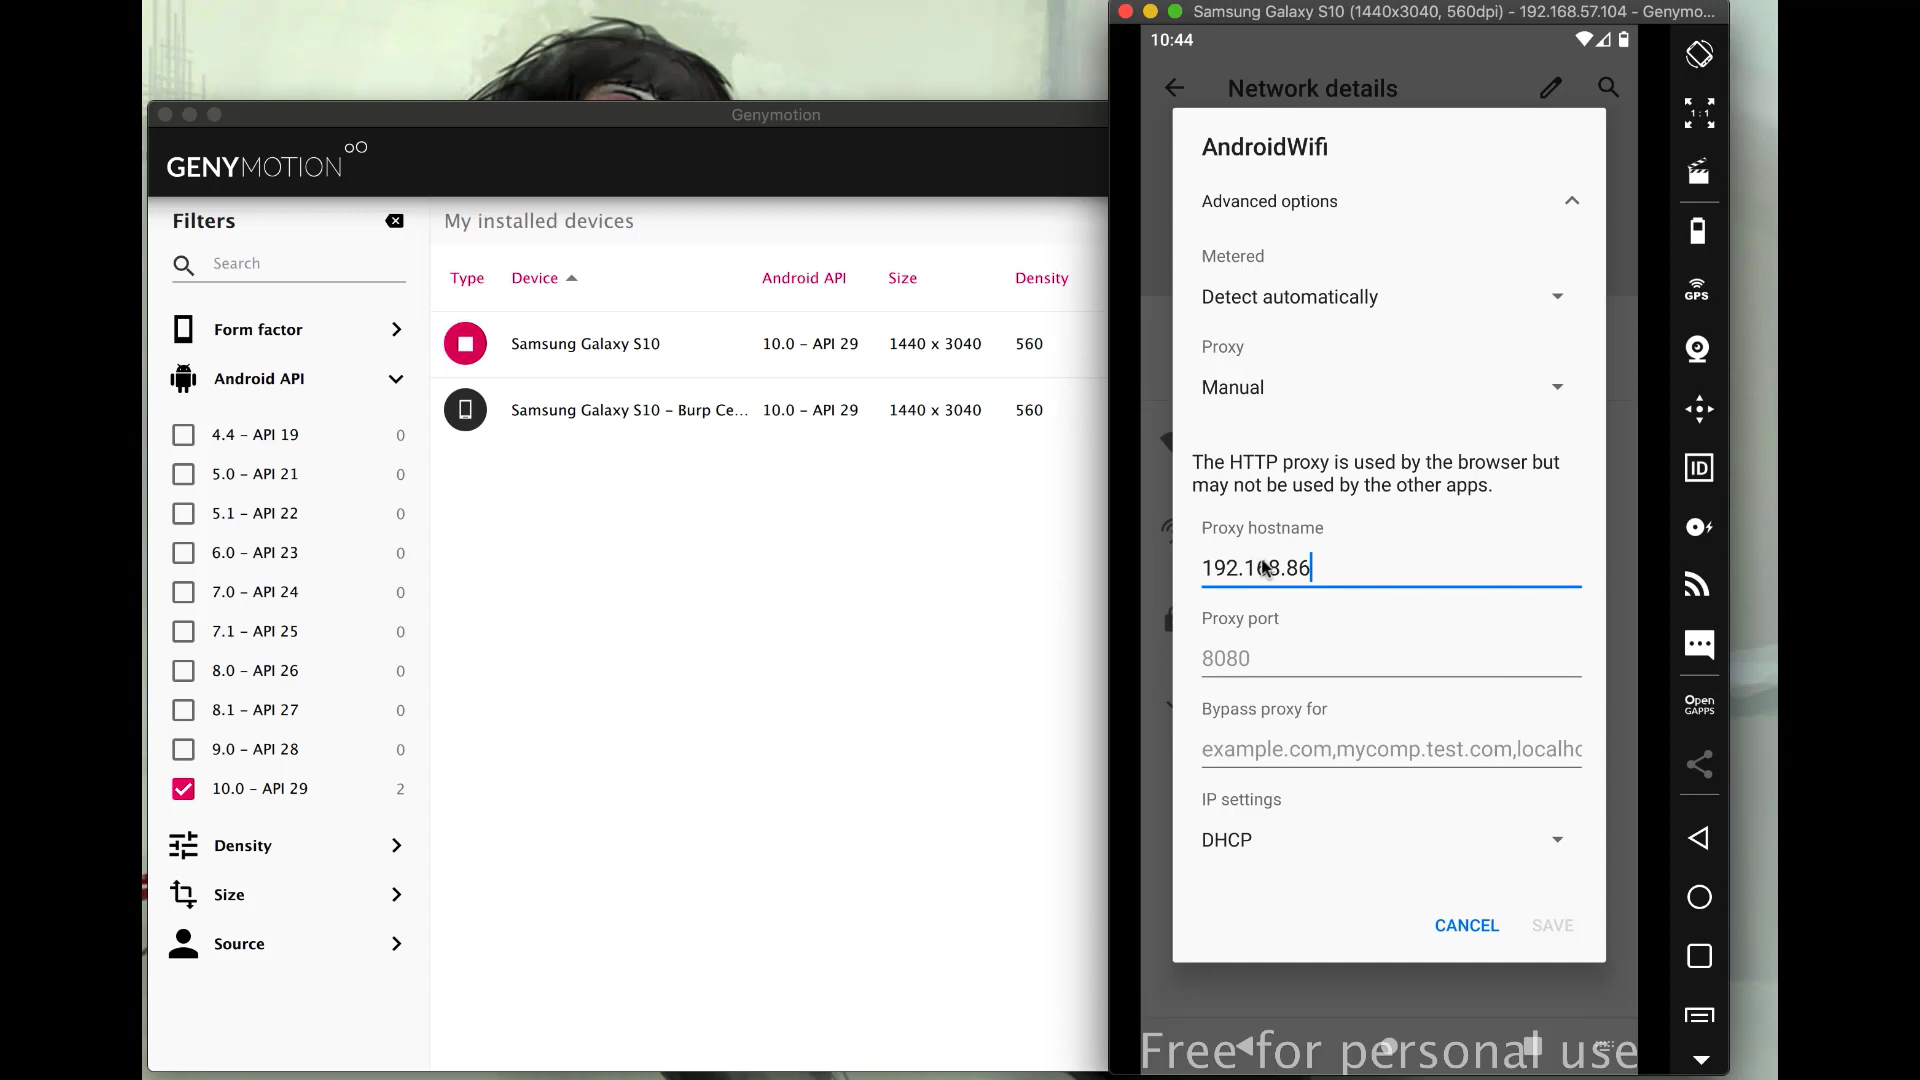 Genymotion
GENYMOTION
Filters
Search
Form factor
Android API
4.4 – API 19 0
5.0 – API 21 0
5.1 – API 22 0
6.0 – API 23 0
7.0 – API 24 0
7.1 – API 25 0
8.0 – API 26 0
8.1 – API 27 0
9.0 – API 28 0
10.0 – API 29 2
Density
Size
Source
My installed devices
Type Device Android API Size Density
Samsung Galaxy S10 10.0 – API 29 1440 x 3040 560
Samsung Galaxy S10 – Burp Ce... 10.0 – API 29 1440 x 3040 560
Samsung Galaxy S10 (1440x3040, 560dpi) - 192.168.57.104 - Genymo...
10:44
Network details
AndroidWifi
Advanced options
Metered
Detect automatically
Proxy
Manual
The HTTP proxy is used by the browser but
may not be used by the other apps.
Proxy hostname
192.168.86
Proxy port
8080
Bypass proxy for
example.com,mycomp.test.com,localhc
IP settings
DHCP
CANCEL SAVE
Free for personal use
1:1
GPS
ID
Open
GAPPS